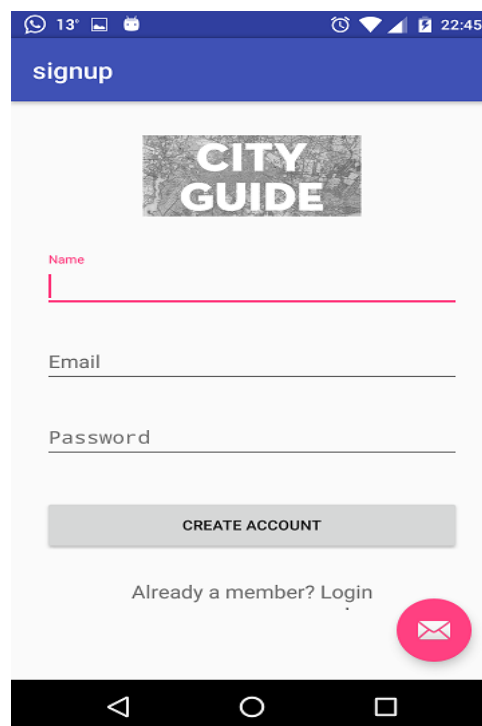 13° 22:45
signup
CITY
GUIDE
Name
Email
Password
CREATE ACCOUNT
Already a member? Login